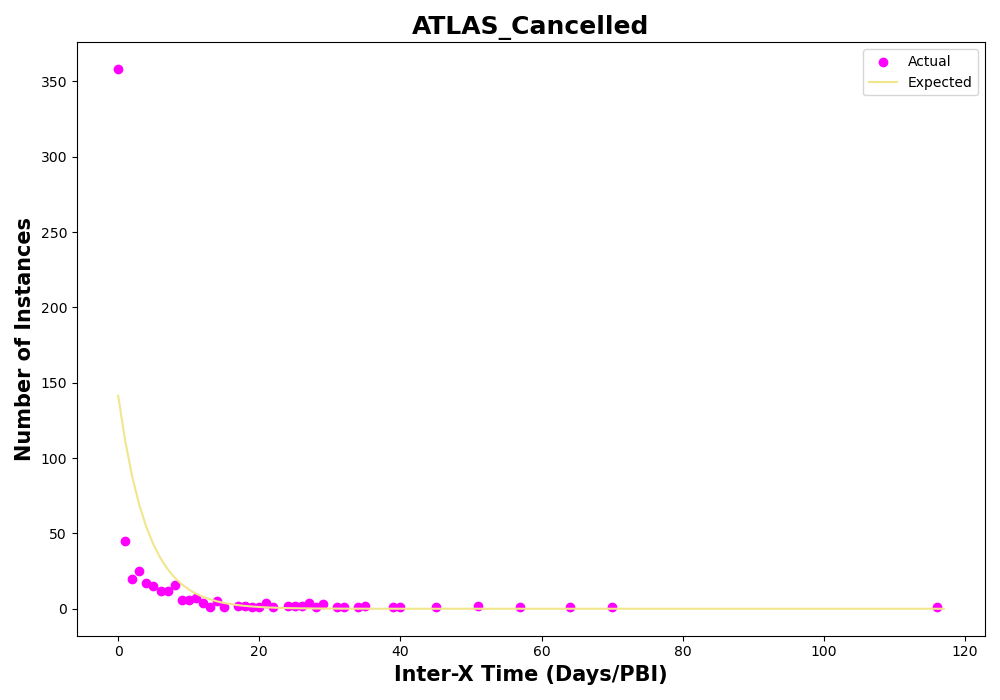 ATLAS_Cancelled
Actual
Expected
350
300
250
200
150
100
50
0
Number of Instances
0 20 40 60 80 100 120
Inter-X Time (Days/PBI)